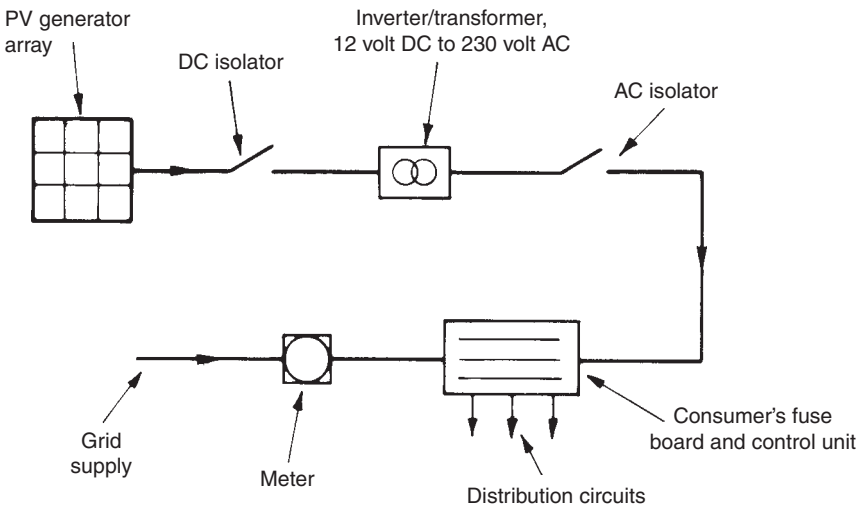 PV generator
array
DC isolator
Inverter/transformer,
12 volt DC to 230 volt AC
AC isolator
Grid
supply
Meter
Distribution circuits
Consumer's fuse
board and control unit